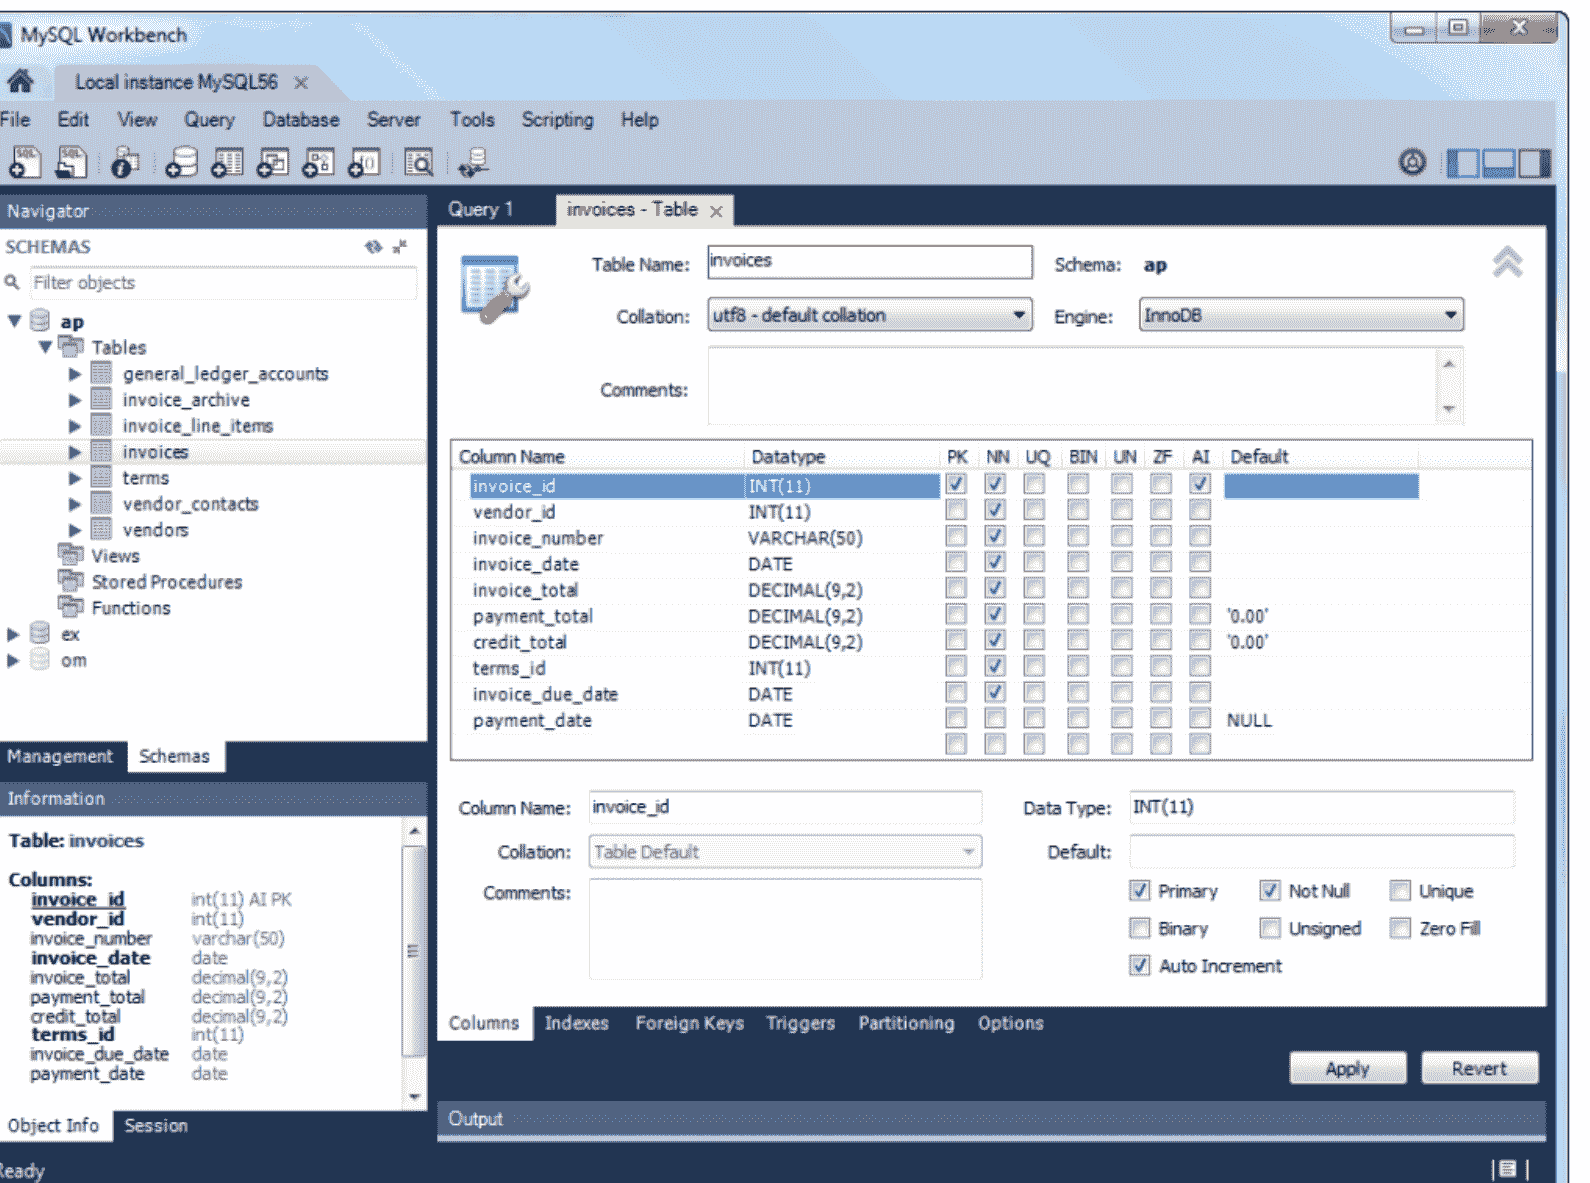 MySQL Workbench
Local instance MySQL56
File Edit View Query Database Server Tools Scripting Help
Navigator
SCHEMAS
Filter objects
ap
Tables
general_ledger_accounts
invoice_archive
invoice_line_items
invoices
terms
vendor_contacts
vendors
Views
Stored Procedures
Functions
ex
om
Management Schemas
Information
Table: invoices
Columns:
invoice_id int(11) AI PK
vendor_id int(11)
invoice_number varchar(50)
invoice_date date
invoice_total decimal(9,2)
payment_total decimal(9,2)
credit_total decimal(9,2)
terms_id int(11)
invoice_due_date date
payment_date date
Object Info Session
Query 1 invoices - Table
Table Name: invoices Schema: ap
Collation: utf8 - default collation Engine: InnoDB
Comments:
Column Name Datatype PK NN UQ BIN UN ZF AI Default
invoice_id INT(11)
vendor_id INT(11)
invoice_number VARCHAR(50)
invoice_date DATE
invoice_total DECIMAL(9,2)
payment_total DECIMAL(9,2) '0.00'
credit_total DECIMAL(9,2) '0.00'
terms_id INT(11)
invoice_due_date DATE
payment_date DATE NULL
Column Name: invoice_id Data Type: INT(11)
Collation: Table Default Default:
Comments:
Primary Not Null Unique
Binary Unsigned Zero Fill
Auto Increment
Columns Indexes Foreign Keys Triggers Partitioning Options
Apply Revert
Output
Ready